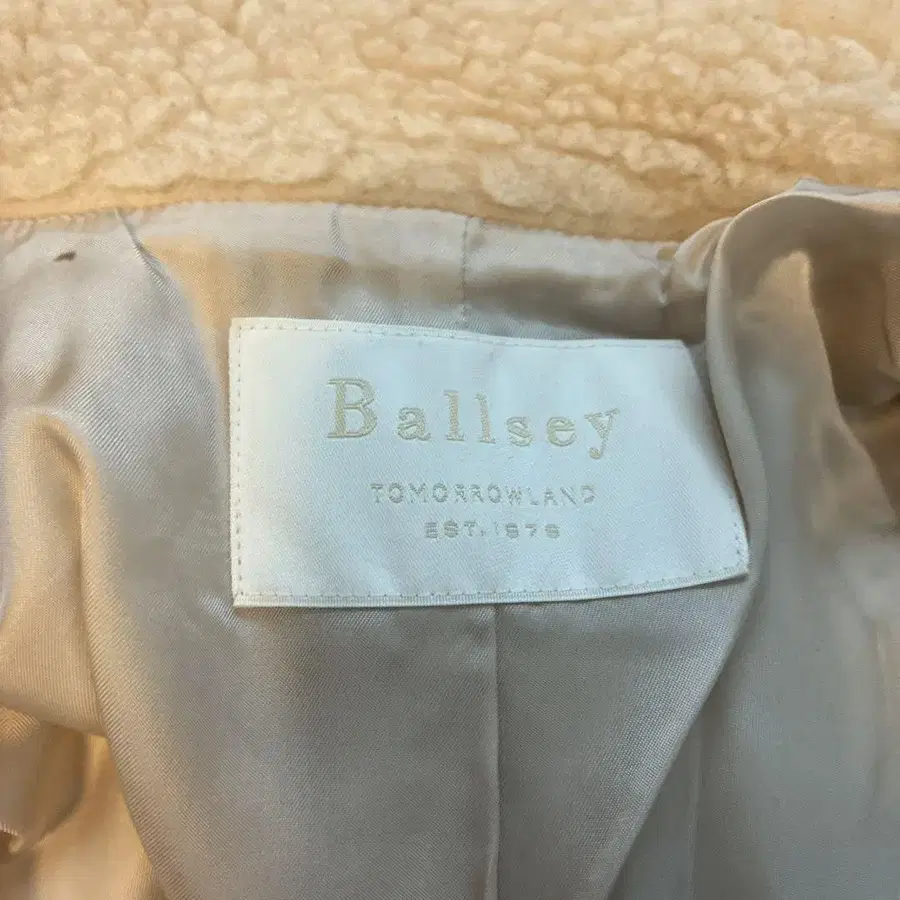 Ballsey
TOMORROWLAND
EST. 1978